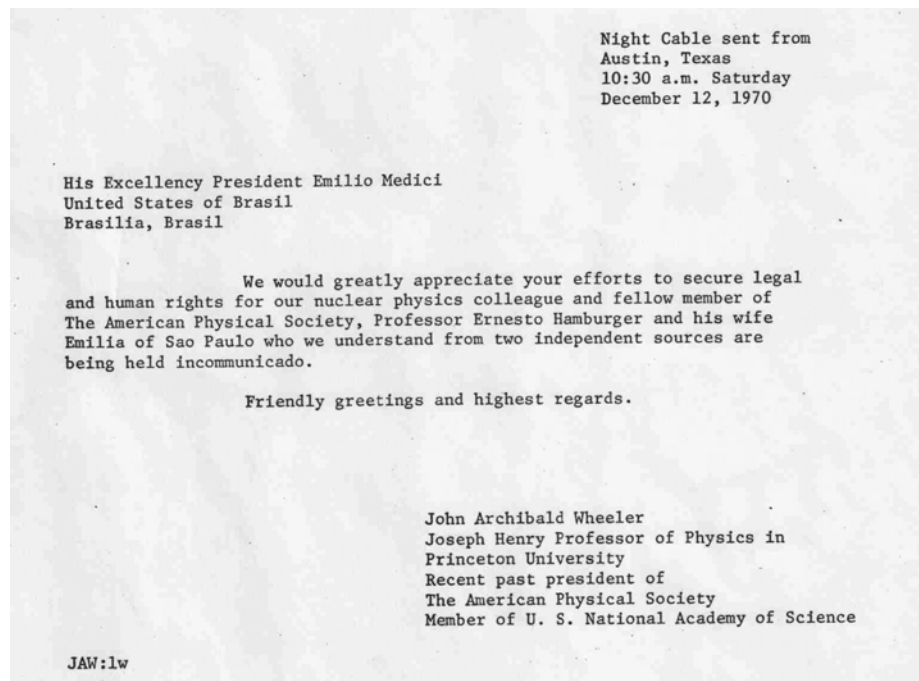 Night Cable sent from
Austin, Texas
10:30 a.m. Saturday
December 12, 1970
His Excellency President Emilio Medici
United States of Brasil
Brasilia, Brasil
We would greatly appreciate your efforts to secure legal
and human rights for our nuclear physics colleague and fellow member of
The American Physical Society, Professor Ernesto Hamburger and his wife
Emilia of Sao Paulo who we understand from two independent sources are
being held incommunicado.
Friendly greetings and highest regards.
John Archibald Wheeler
Joseph Henry Professor of Physics in
Princeton University
Recent past president of
The American Physical Society
Member of U. S. National Academy of Science
JAW:lw